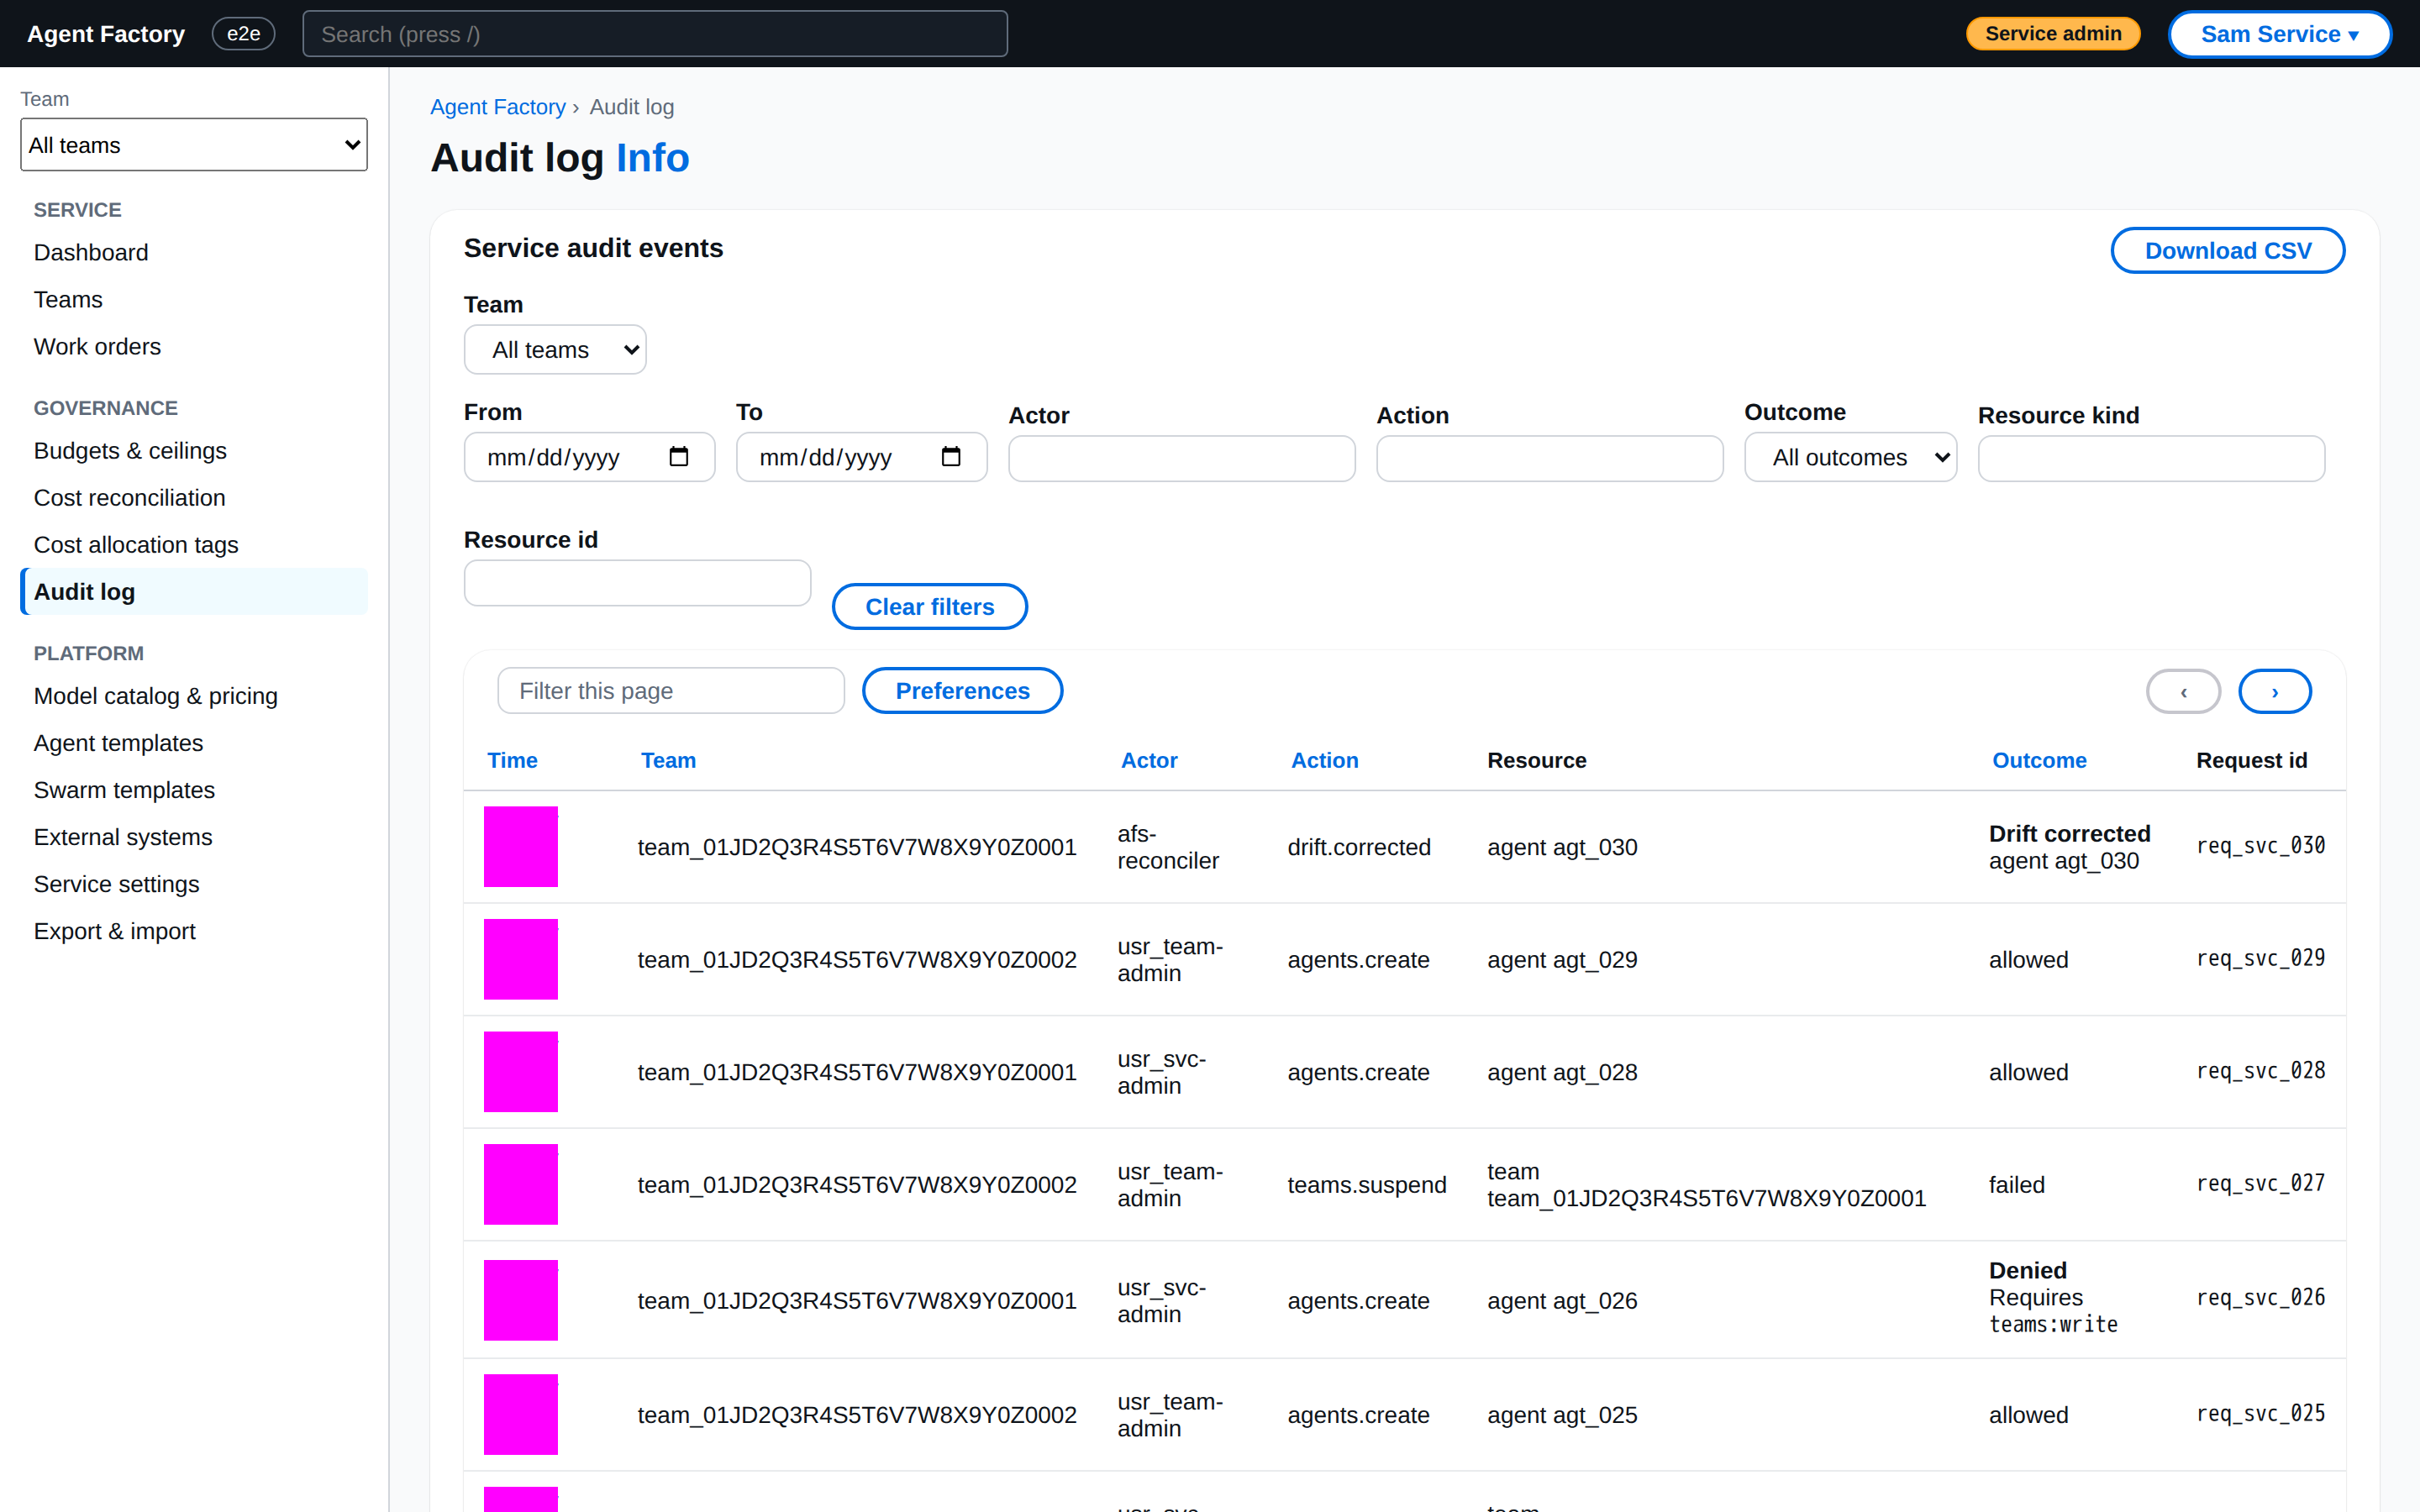 Agent Factory e2e Search (press /) Service admin Sam Service ▾
Team
All teams
SERVICE
Dashboard
Teams
Work orders
GOVERNANCE
Budgets & ceilings
Cost reconciliation
Cost allocation tags
Audit log
PLATFORM
Model catalog & pricing
Agent templates
Swarm templates
External systems
Service settings
Export & import
Agent Factory › Audit log
Audit log Info
Service audit events Download CSV
Team
All teams
From To Actor Action Outcome Resource kind
mm/dd/yyyy mm/dd/yyyy All outcomes
Resource id
Clear filters
Filter this page Preferences ‹ ›
Time Team Actor Action Resource Outcome Request id
team_01JD2Q3R4S5T6V7W8X9Y0Z0001 afs-reconciler drift.corrected agent agt_030 Drift corrected agent agt_030 req_svc_030
team_01JD2Q3R4S5T6V7W8X9Y0Z0002 usr_team-admin agents.create agent agt_029 allowed req_svc_029
team_01JD2Q3R4S5T6V7W8X9Y0Z0001 usr_svc-admin agents.create agent agt_028 allowed req_svc_028
team_01JD2Q3R4S5T6V7W8X9Y0Z0002 usr_team-admin teams.suspend team team_01JD2Q3R4S5T6V7W8X9Y0Z0001 failed req_svc_027
team_01JD2Q3R4S5T6V7W8X9Y0Z0001 usr_svc-admin agents.create agent agt_026 Denied Requires teams:write req_svc_026
team_01JD2Q3R4S5T6V7W8X9Y0Z0002 usr_team-admin agents.create agent agt_025 allowed req_svc_025